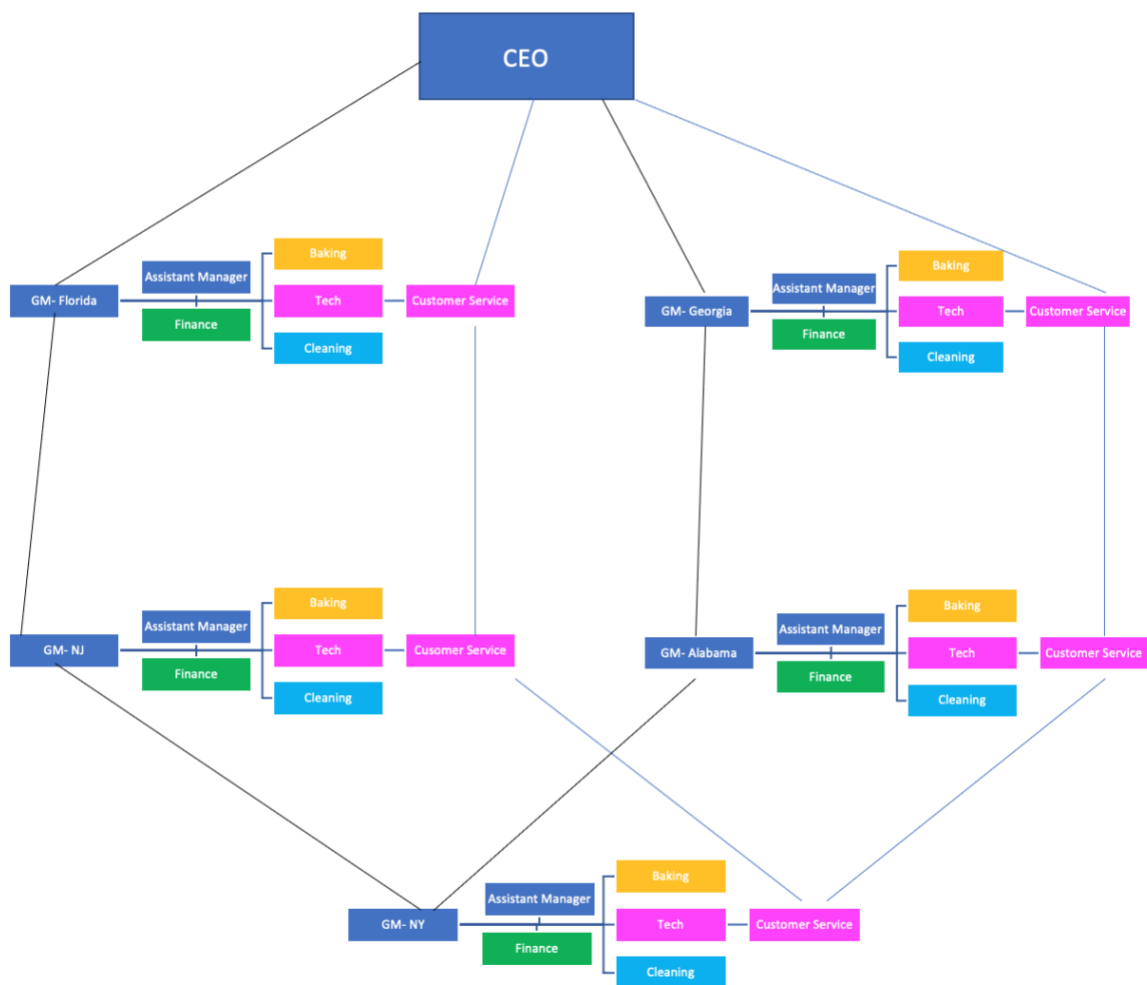 CEO
Baking
Assistant Manager
GM- Florida
Tech
Customer Service
Finance
Cleaning
Baking
Assistant Manager
GM- Georgia
Tech
Customer Service
Finance
Cleaning
Baking
Assistant Manager
GM- NJ
Tech
Cusomer Service
Finance
Cleaning
Baking
Assistant Manager
GM- Alabama
Tech
Customer Service
Finance
Cleaning
Baking
Assistant Manager
GM- NY
Tech
Customer Service
Finance
Cleaning